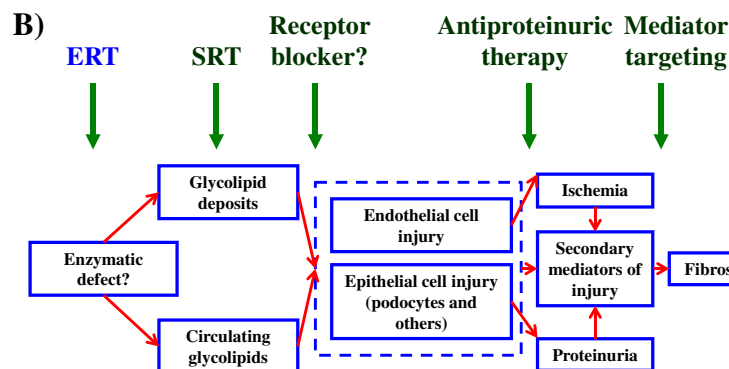 B)
ERT
SRT
Receptor
blocker?
Antiproteinuric
therapy
Mediator
targeting
Glycolipid
deposits
Enzymatic
defect?
Circulating
glycolipids
Endothelial cell
injury
Epithelial cell injury
(podocytes and
others)
Ischemia
Secondary
mediators of
injury
Proteinuria
Fibros